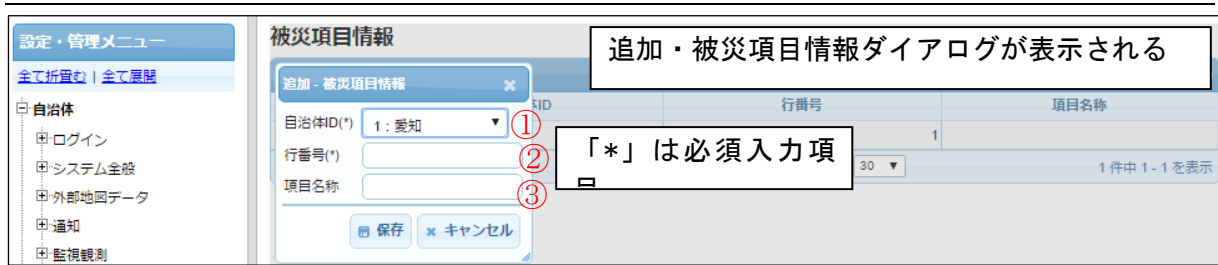 設定・管理メニュー
全て折畳む | 全て展開
自治体
ログイン
システム全般
外部地図データ
通知
監視観測
被災項目情報
追加・被災項目情報ダイアログが表示される
追加 - 被災項目情報
自治体ID(*) 1：愛知 ①
行番号(*) ②
項目名称 ③
保存 キャンセル
ID 行番号 項目名称
1
30 1 件中 1 - 1 を表示
「*」は必須入力項